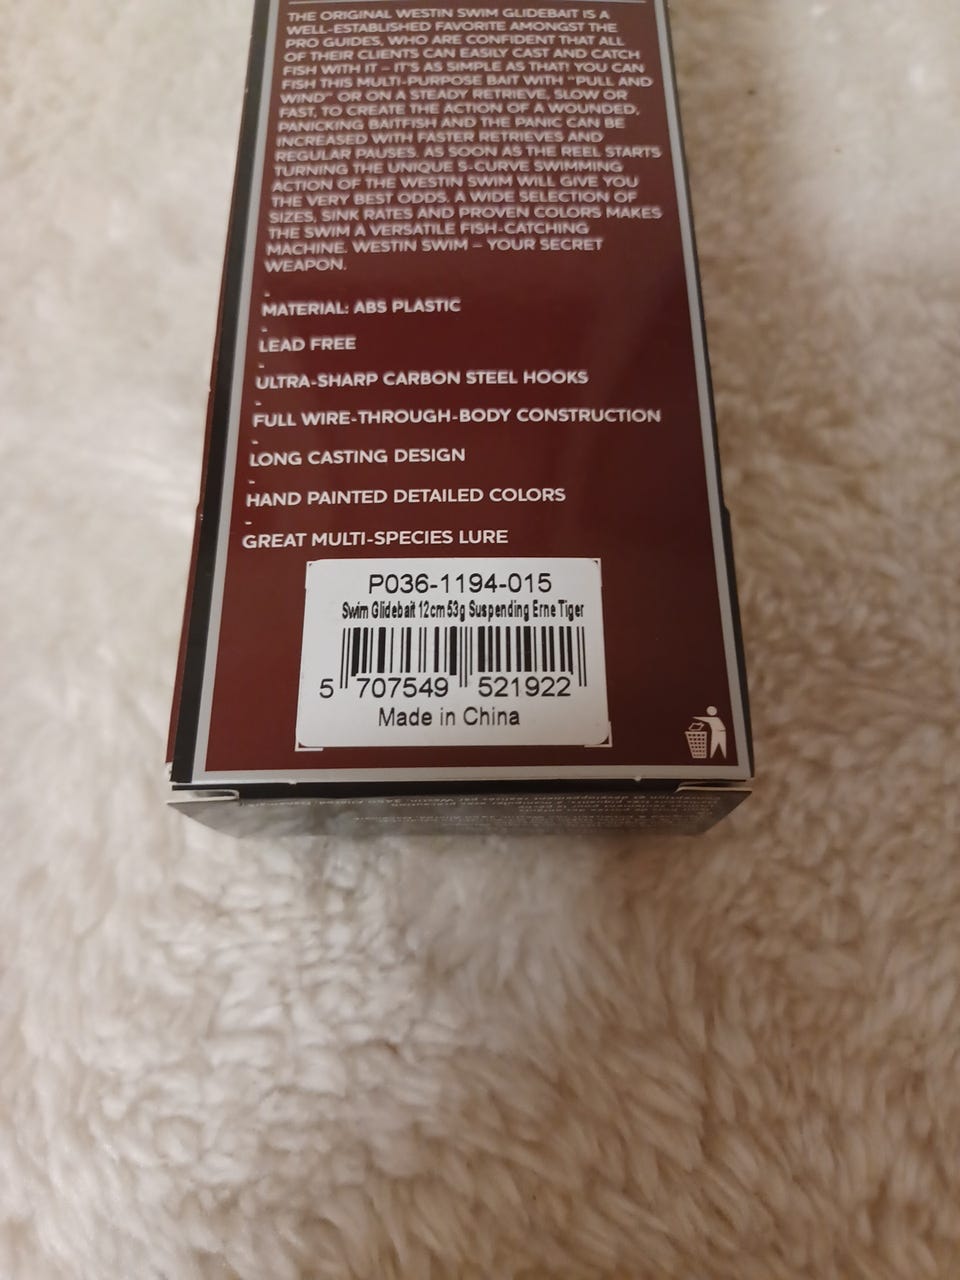 THE ORIGINAL WESTIN SWIM GLIDEBAIT IS A
WELL-ESTABLISHED FAVORITE AMONGST THE
PRO GUIDES, WHO ARE CONFIDENT THAT ALL
OF THEIR CLIENTS CAN EASILY CAST AND CATCH
FISH WITH IT – IT'S AS SIMPLE AS THAT! YOU CAN
FISH THIS MULTI-PURPOSE BAIT WITH "PULL AND
WIND" OR ON A STEADY RETRIEVE, SLOW OR
FAST, TO CREATE THE ACTION OF A WOUNDED,
PANICKING BAITFISH AND THE PANIC CAN BE
INCREASED WITH FASTER RETRIEVES AND
REGULAR PAUSES. AS SOON AS THE REEL STARTS
TURNING THE UNIQUE S-CURVE SWIMMING
ACTION OF THE WESTIN SWIM WILL GIVE YOU
THE VERY BEST ODDS. A WIDE SELECTION OF
SIZES, SINK RATES AND PROVEN COLORS MAKES
THE SWIM A VERSATILE FISH-CATCHING
MACHINE. WESTIN SWIM – YOUR SECRET
WEAPON.
-
MATERIAL: ABS PLASTIC
-
LEAD FREE
-
ULTRA-SHARP CARBON STEEL HOOKS
-
FULL WIRE-THROUGH-BODY CONSTRUCTION
-
LONG CASTING DESIGN
-
HAND PAINTED DETAILED COLORS
-
GREAT MULTI-SPECIES LURE
P036-1194-015
Swim Glidebait 12cm 53g Suspending Erne Tiger
5 707549 521922
Made in China